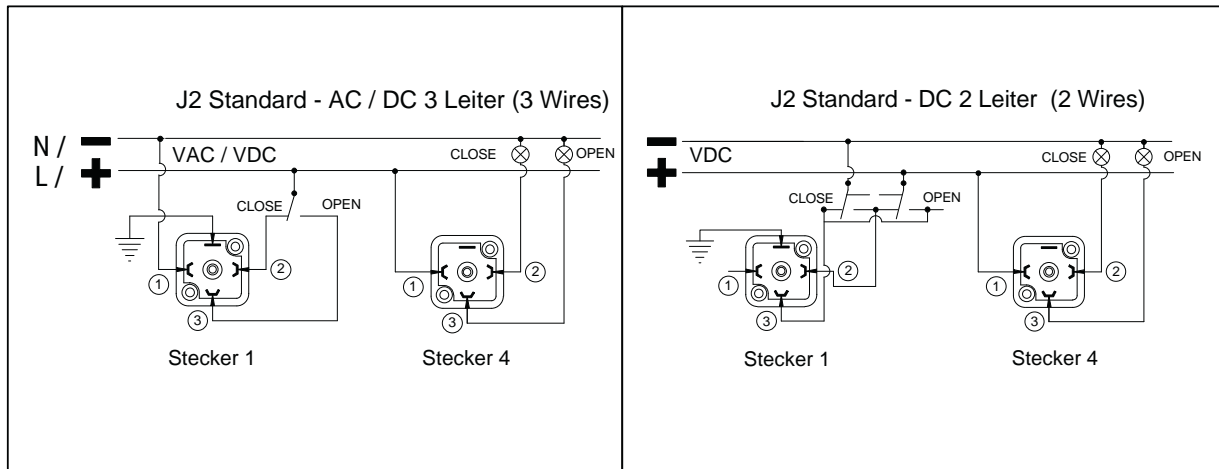 J2 Standard - AC / DC 3 Leiter (3 Wires)
N / −
L / +
VAC / VDC
CLOSE
OPEN
CLOSE
OPEN
1
2
3
1
2
3
Stecker 1
Stecker 4
J2 Standard - DC 2 Leiter (2 Wires)
−
+
VDC
CLOSE
OPEN
CLOSE
OPEN
1
2
3
1
2
3
Stecker 1
Stecker 4